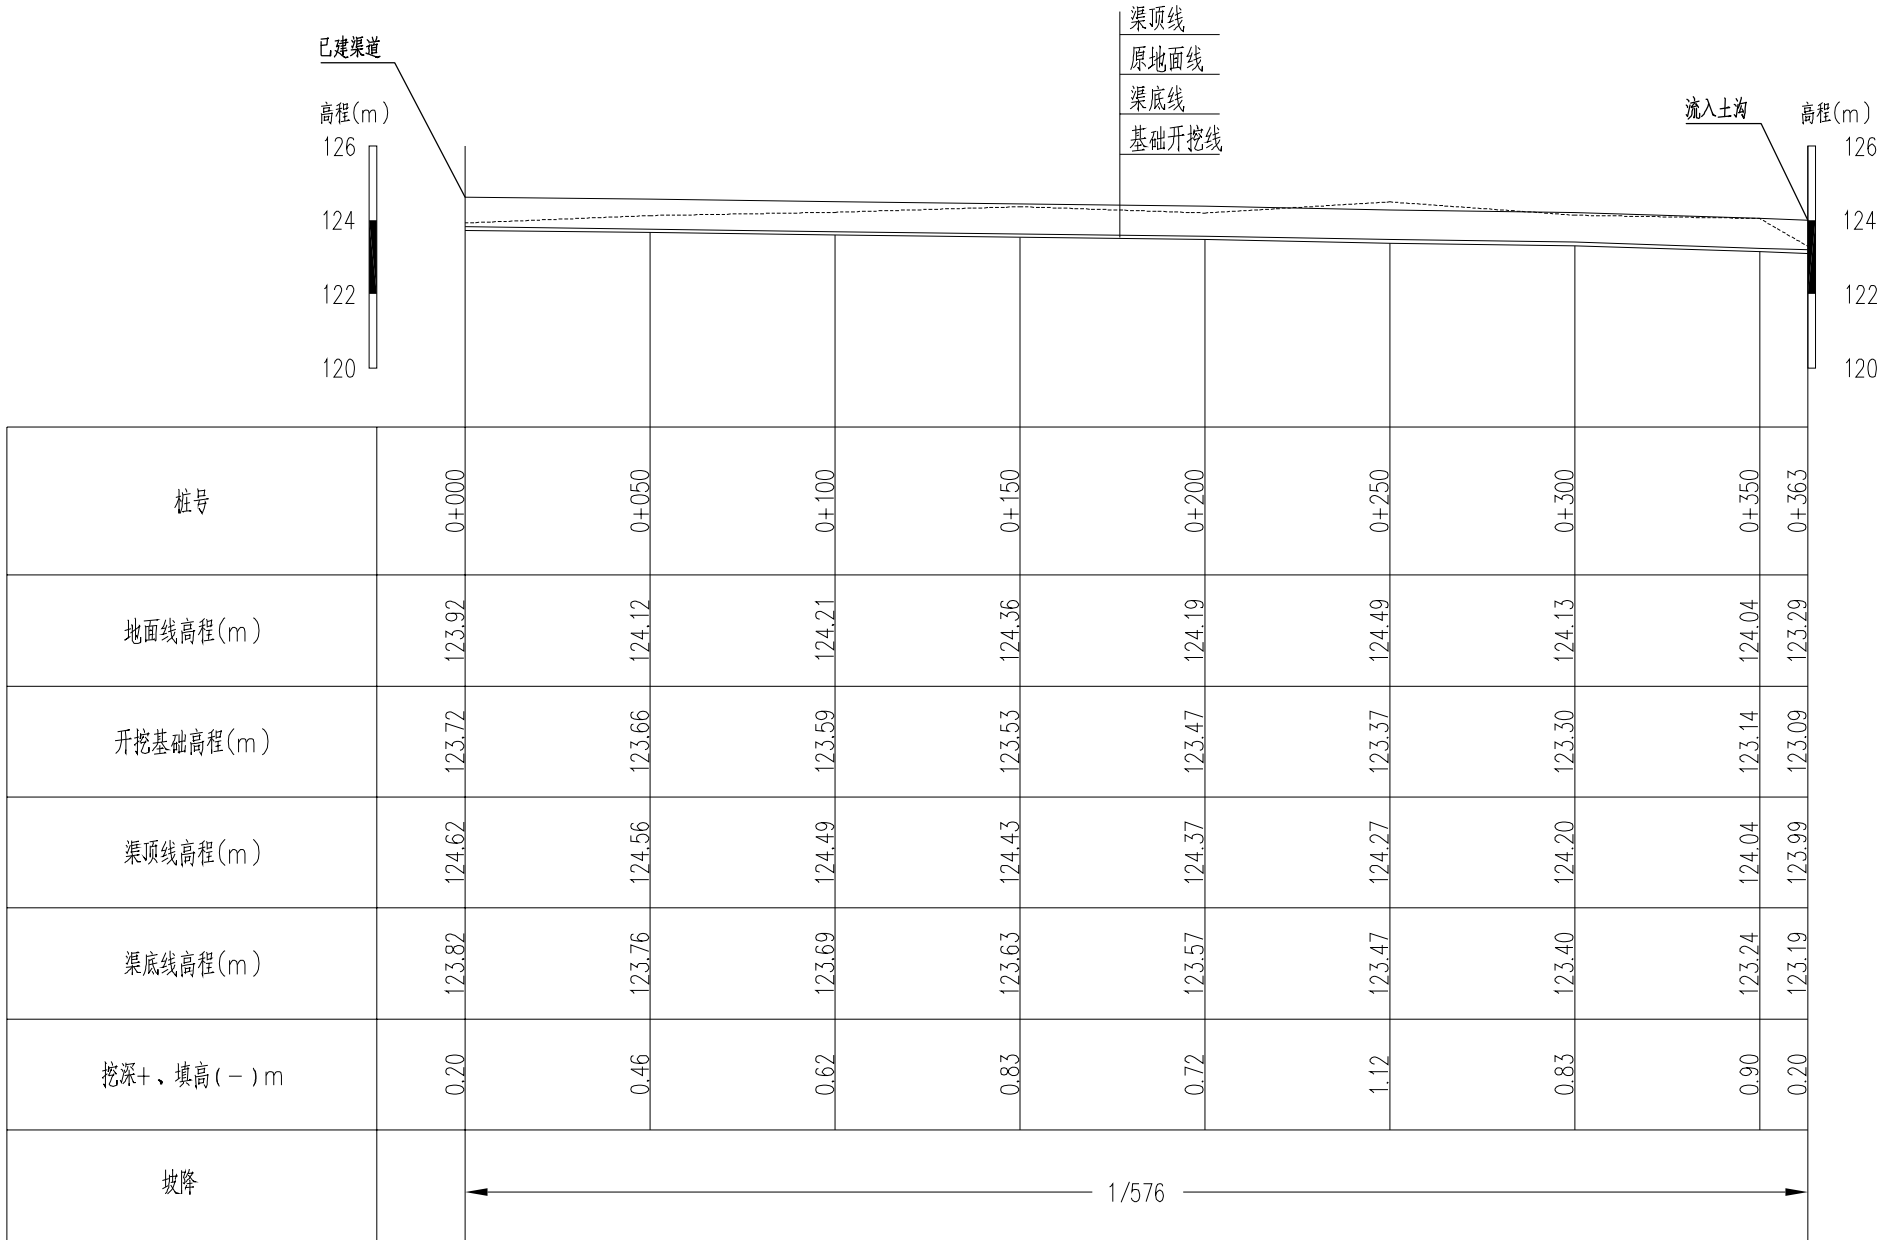 渠顶线
原地面线
渠底线
基础开挖线
已建渠道
流入土沟
高程(m)
126
124
122
120
高程(m)
126
124
122
120
桩号 0+000 0+050 0+100 0+150 0+200 0+250 0+300 0+350 0+363
地面线高程(m) 123.92 124.12 124.21 124.36 124.19 124.49 124.13 124.04 123.29
开挖基础高程(m) 123.72 123.66 123.59 123.53 123.47 123.37 123.30 123.14 123.09
渠顶线高程(m) 124.62 124.56 124.49 124.43 124.37 124.27 124.20 124.04 123.99
渠底线高程(m) 123.82 123.76 123.69 123.63 123.57 123.47 123.40 123.24 123.19
挖深+、填高(-)m 0.20 0.46 0.62 0.83 0.72 1.12 0.83 0.90 0.20
坡降 1/576